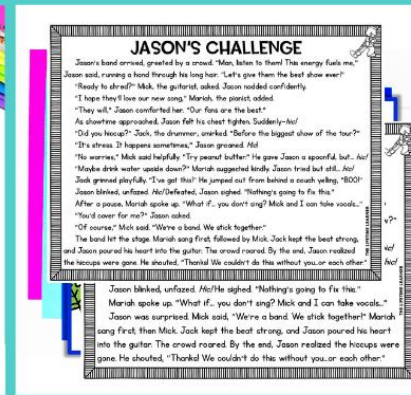 JASON'S CHALLENGE
Jason's band arrived, greeted by a crowd. "Man, listen to them! This energy fuels me,"
Jason said, running a hand through his long hair. "Let's give them the best show ever!"
"Ready to shred?" Mick, the guitarist, asked. Jason nodded confidently.
"I hope they'll love our new song," Mariah, the pianist, added.
"They will," Jason comforted her. "Our fans are the best."
As showtime approached, Jason felt his chest tighten. Suddenly–hic!
"Did you hiccup?" Jack, the drummer, smirked. "Before the biggest show of the tour?"
"It's stress. It happens sometimes," Jason groaned. Hic!
"No worries," Mick said helpfully. "Try peanut butter!" He gave Jason a spoonful, but... hic!
"Maybe drink water upside down?" Mariah suggested kindly. Jason tried but still... hic!
Jack grinned playfully, "I've got this!" He jumped out from behind a couch yelling, "BOO!"
Jason blinked, unfazed. Hic! Defeated, Jason sighed. "Nothing's going to fix this."
After a pause, Mariah spoke up. "What if... you don't sing? Mick and I can take vocals..."
"You'd cover for me?" Jason asked.
"Of course," Mick said. "We're a band. We stick together."
The band hit the stage. Mariah sang first, followed by Mick. Jack kept the beat strong,
and Jason poured his heart into the guitar. The crowd roared. By the end, Jason realized
the hiccups were gone. He shouted, "Thanks! We couldn't do this without you...or each other."
Jason blinked, unfazed. Hic! He sighed. "Nothing's going to fix this."
Mariah spoke up. "What if... you don't sing? Mick and I can take vocals..."
Jason was surprised. Mick said, "We're a band. We stick together!" Mariah
sang first, then Mick. Jack kept the beat strong, and Jason poured his heart
into the guitar. The crowd roared. By the end, Jason realized the hiccups were
gone. He shouted, "Thanks! We couldn't do this without you...or each other."